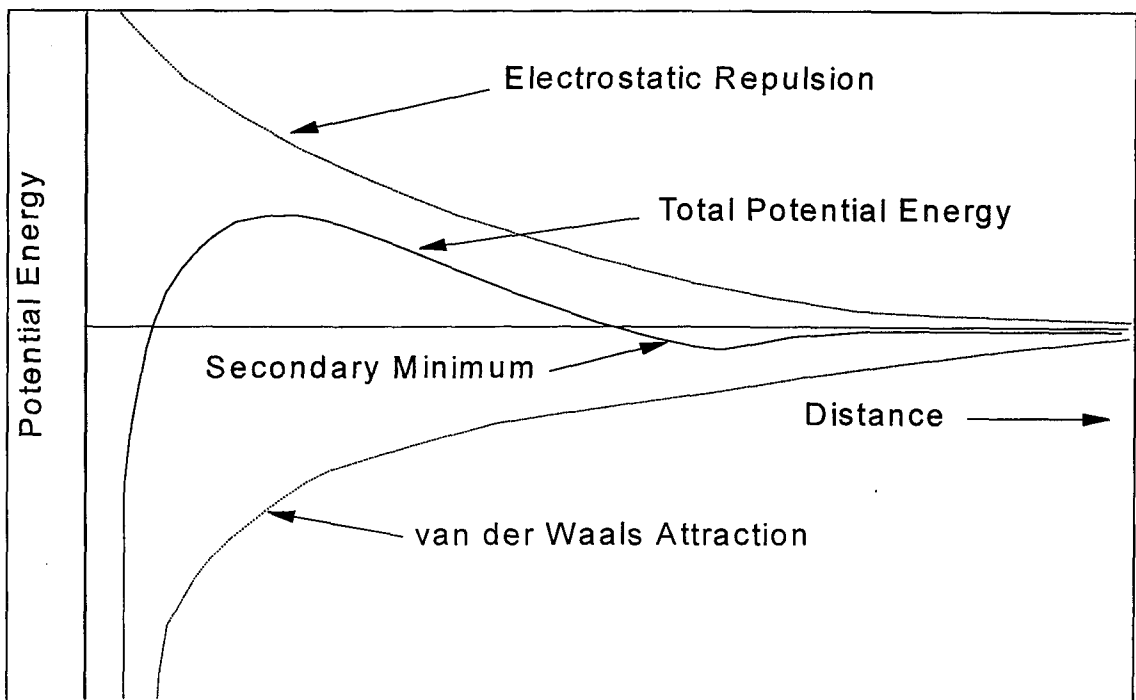 Electrostatic Repulsion
Total Potential Energy
Potential Energy
Secondary Minimum
Distance
van der Waals Attraction